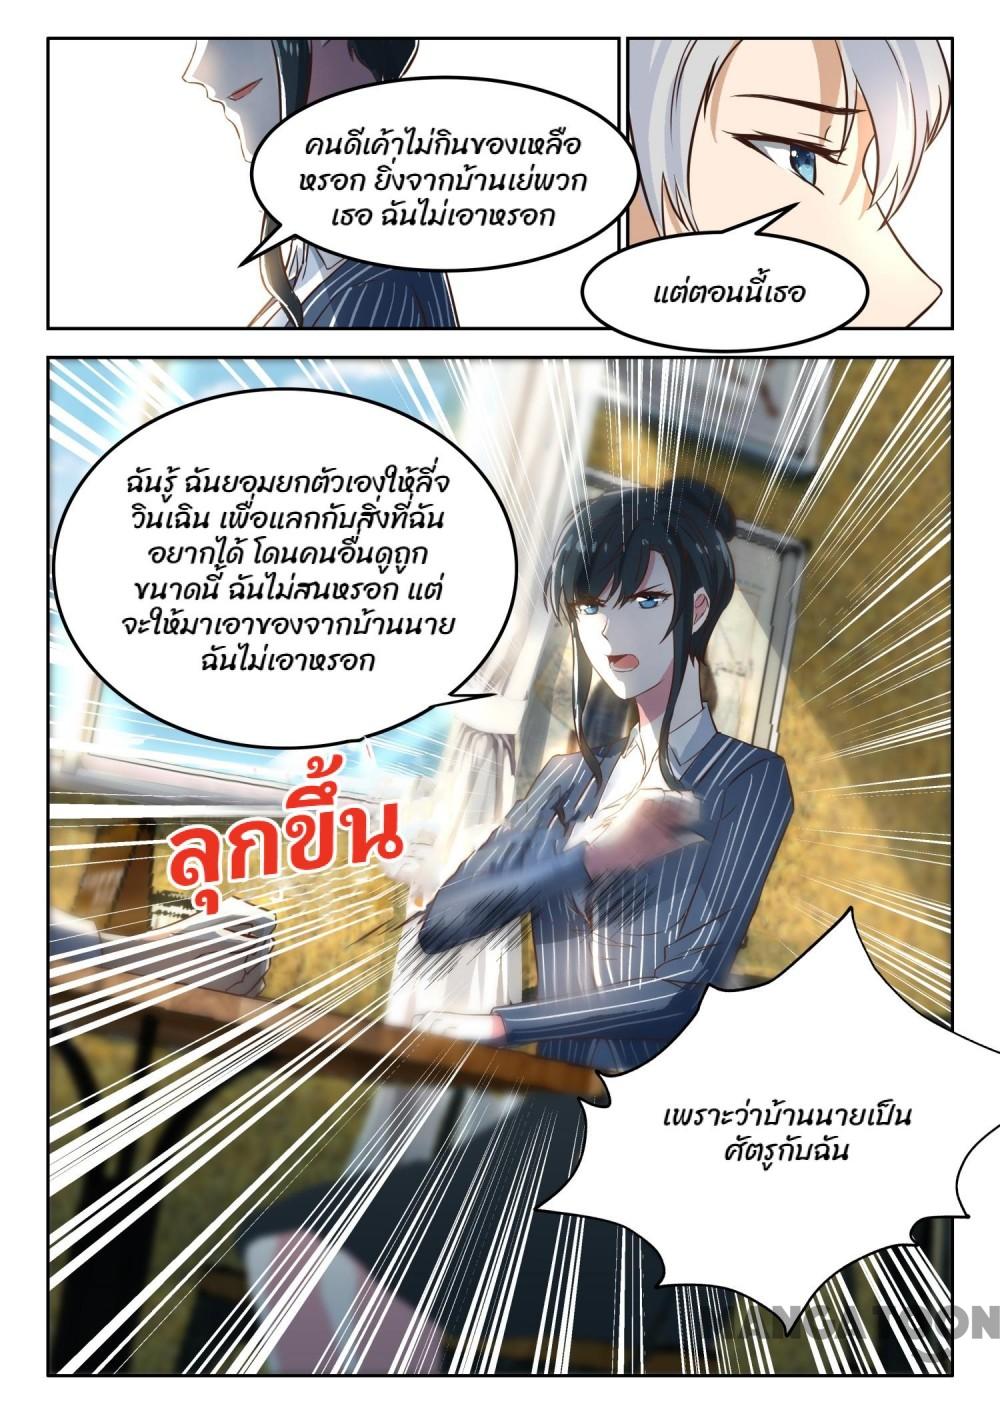 คนดีเค้าไม่กินของเหลือ
หรอก ยิ่งจากบ้านเย่พวก
เธอ ฉันไม่เอาหรอก
แต่ตอนนี้เธอ
ฉันรู้ ฉันยอมยกตัวเองให้ลี่จ
วินเฉิน เพื่อแลกกับสิ่งที่ฉัน
อยากได้ โดนคนอื่นดูถูก
ขนาดนี้ ฉันไม่สนหรอก แต่
จะให้มาเอาของจากบ้านนาย
ฉันไม่เอาหรอก
ลุกขึ้น
เพราะว่าบ้านนายเป็น
ศัตรูกับฉัน
MANGA TOON